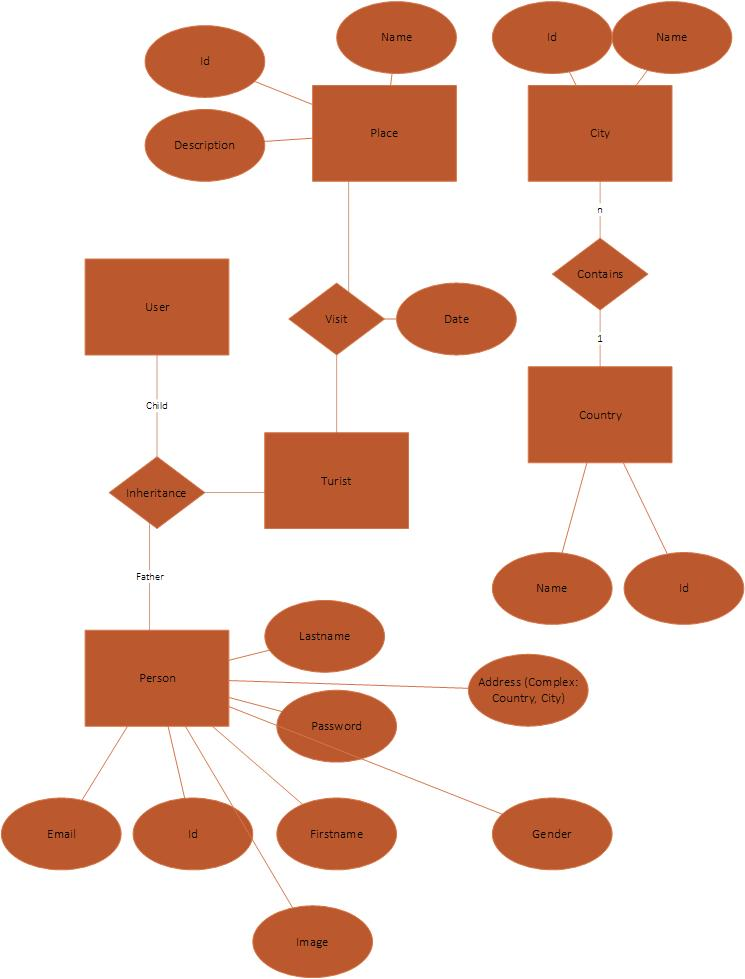 Name
Id
Name
Id
Place
City
Description
n
Contains
User
Visit
Date
1
Child
Country
Turist
Inheritance
Father
Name
Id
Lastname
Person
Address (Complex:
Country, City)
Password
Email
Id
Firstname
Gender
Image